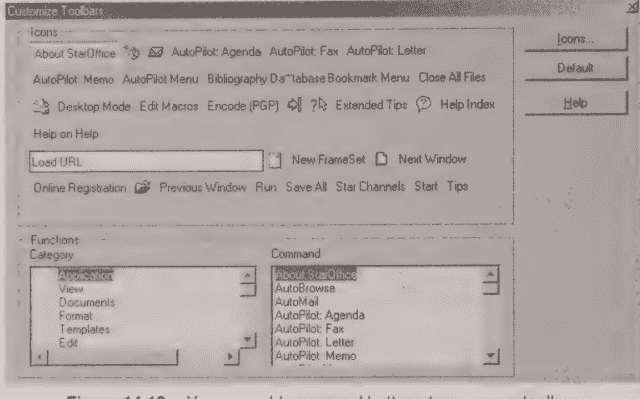 Customize Toolbars
Icons
About StarOffice AutoPilot: Agenda AutoPilot: Fax AutoPilot: Letter
AutoPilot: Memo AutoPilot Menu Bibliography Database Bookmark Menu Close All Files
Desktop Mode Edit Macros Encode (PGP) Extended Tips Help Index
Help on Help
Load URL New FrameSet Next Window
Online Registration Previous Window Run Save All Star Channels Start Tips
Icons...
Default
Help
Functions
Category
Application
View
Documents
Format
Templates
Edit
Command
About StarOffice
AutoBrowse
AutoMail
AutoPilot: Agenda
AutoPilot: Fax
AutoPilot: Letter
AutoPilot: Memo